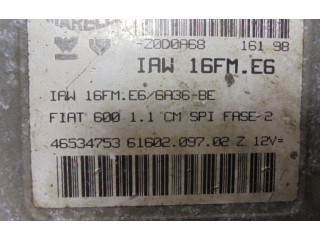 MARELLI
-Z0D0A68 161 98
IAW 16FM.E6
IAW 16FM.E6/6A36-BE
FIAT 600 1.1 CM SPI FASE-2
46534753 61602.097.02 Z 12V=